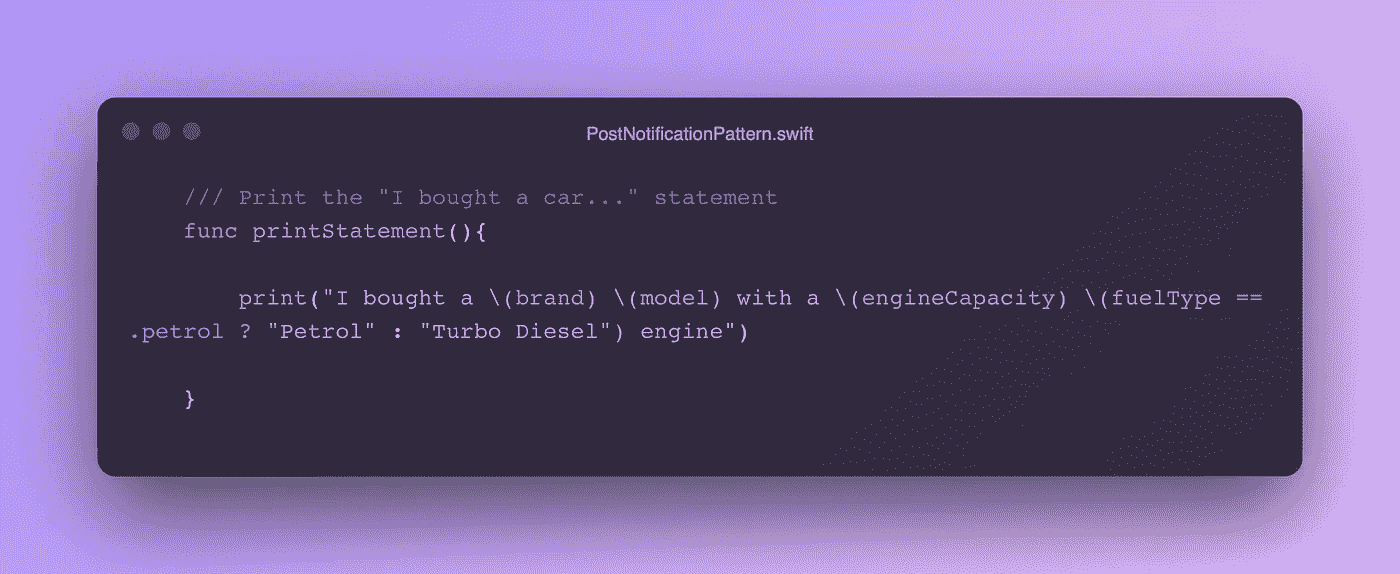 PostNotificationPattern.swift
/// Print the "I bought a car..." statement
func printStatement(){
print("I bought a \(brand) \(model) with a \(engineCapacity) \(fuelType ==
.petrol ? "Petrol" : "Turbo Diesel") engine")
}